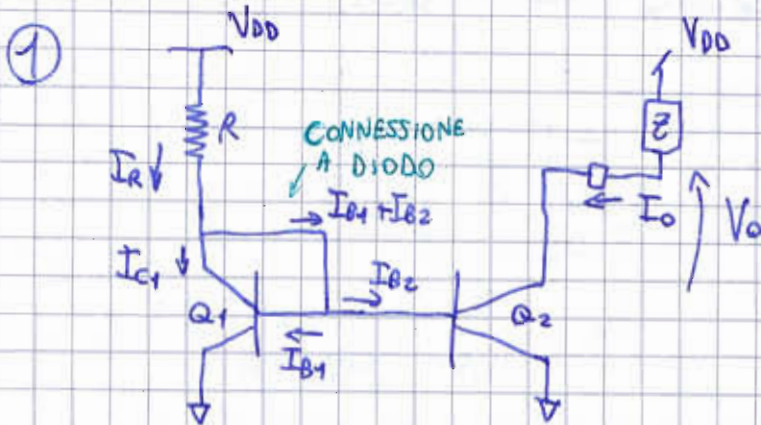 1
VDD
VDD
R
Z
CONNESSIONE
A DIODO
IR
IB1 + IB2
IO
VO
IC1
IB2
Q1
Q2
IB1